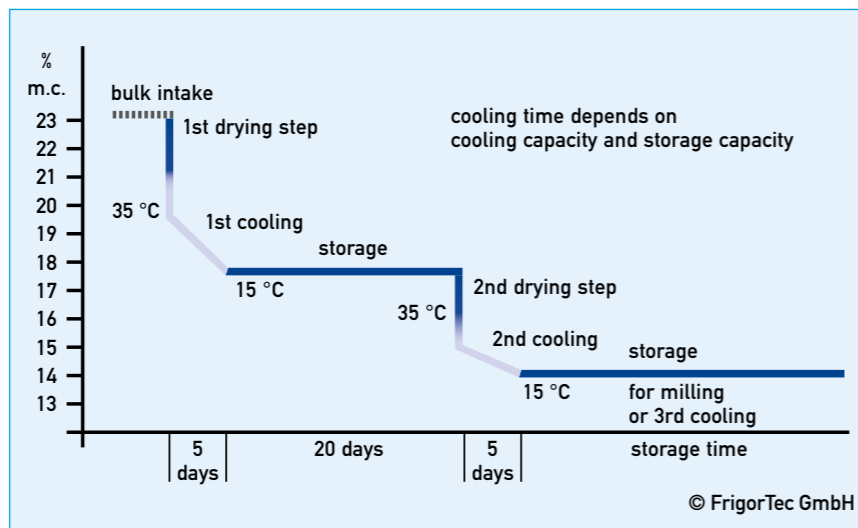 %
m.c.
bulk intake
23
22
21
20
19
18
17
16
15
14
13
1st drying step
35 °C
1st cooling
storage
15 °C
cooling time depends on
cooling capacity and storage capacity
2nd drying step
35 °C
2nd cooling
storage
15 °C
for milling
or 3rd cooling
5
days
20 days
5
days
storage time
© FrigorTec GmbH